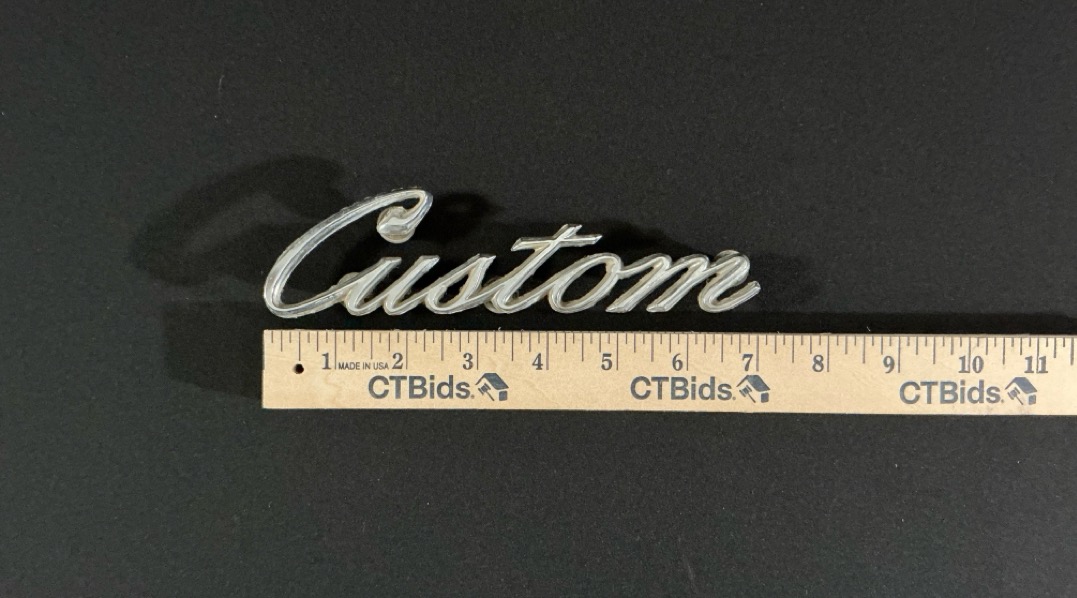 Custom
1 MADE IN USA 2 3 4 5 6 7 8 9 10 11
CTBids. CTBids. CTBids.